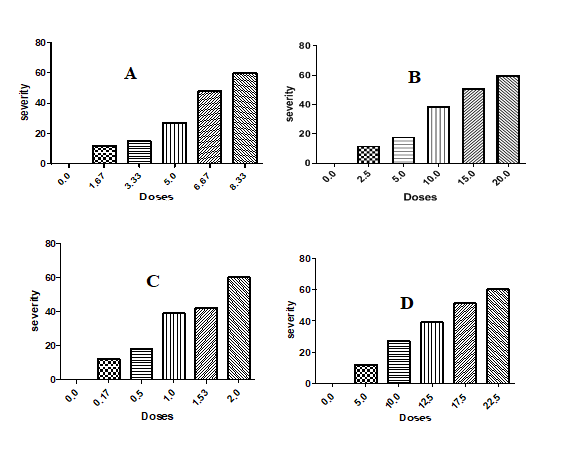 80
60
40
20
0
severity
A
0.0 1.67 3.33 5.0 6.67 8.33
Doses
80
60
40
20
0
severity
B
0.0 2.5 5.0 10.0 15.0 20.0
Doses
80
60
40
20
0
severity
C
0.0 0.17 0.5 1.0 1.53 2.0
Doses
80
60
40
20
0
severity
D
0.0 5.0 10.0 12.5 17.5 22.5
Doses